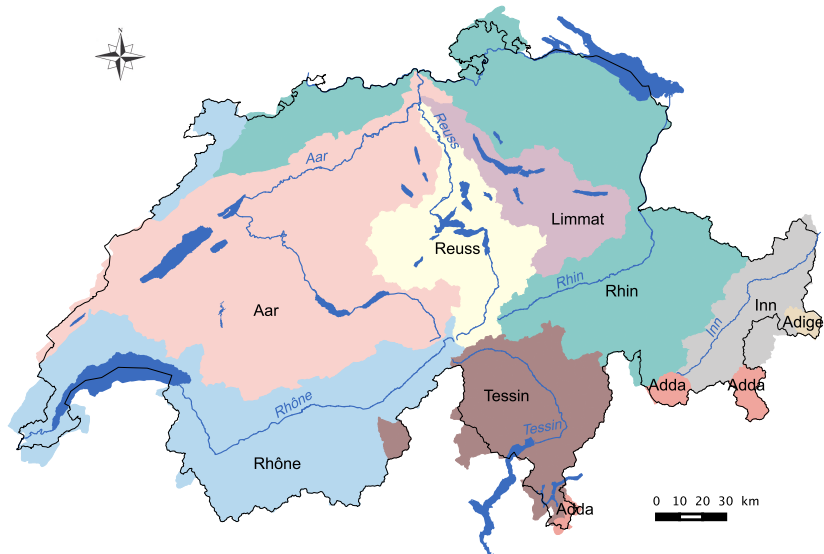 N
Reuss
Aar
Limmat
Reuss
Rhin
Rhin
Aar
Inn
Inn
Adige
Adda
Adda
Rhône
Tessin
Tessin
Rhône
Adda
0 10 20 30 km